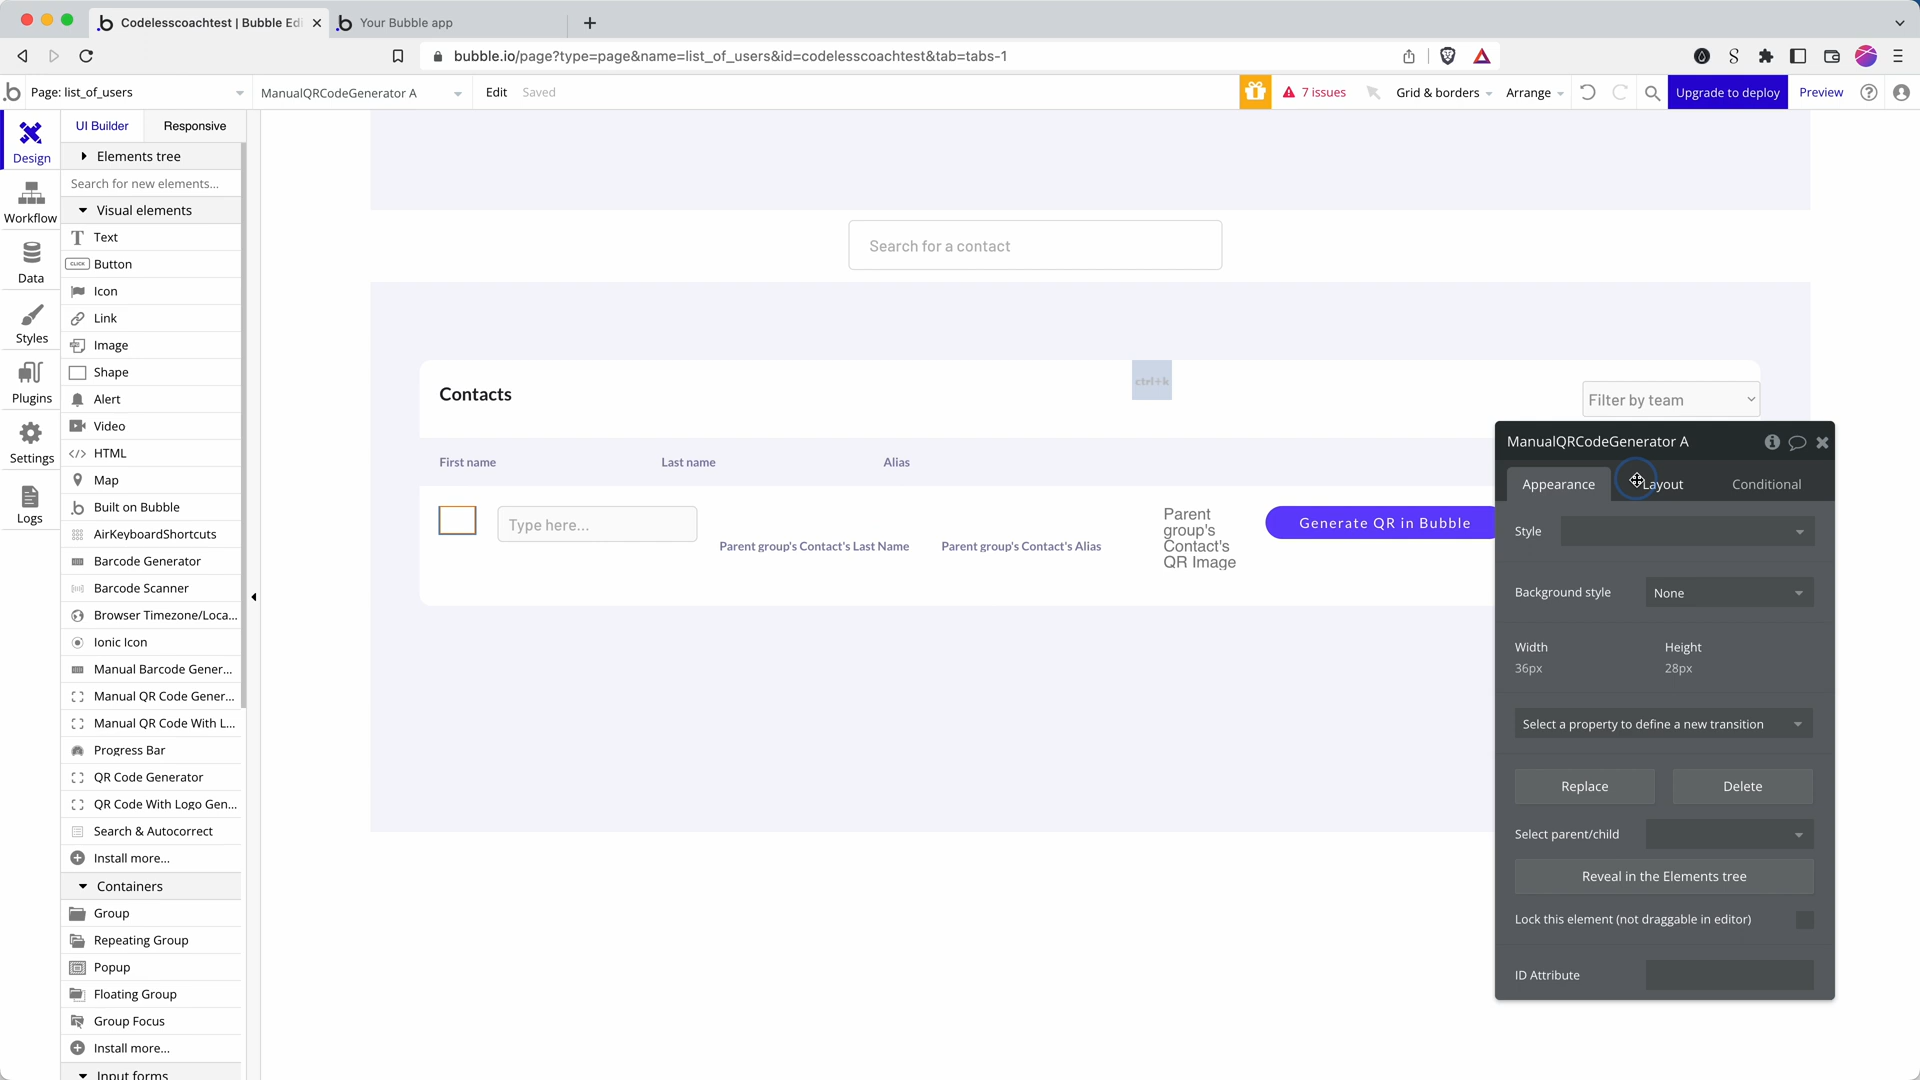 Codelesscoachtest | Bubble Edi
Your Bubble app
bubble.io/page?type=page&name=list_of_users&id=codelesscoachtest&tab=tabs-1
Page: list_of_users
ManualQRCodeGenerator A
Edit
Saved
7 issues
Grid & borders
Arrange
Upgrade to deploy
Preview
Design
Workflow
Data
Styles
Plugins
Settings
Logs
UI Builder
Responsive
Elements tree
Search for new elements...
Visual elements
Text
CLICK
Button
Icon
Link
Image
Shape
Alert
Video
HTML
Map
Built on Bubble
AirKeyboardShortcuts
Barcode Generator
Barcode Scanner
Browser Timezone/Loca...
Ionic Icon
Manual Barcode Gener...
Manual QR Code Gener...
Manual QR Code With L...
Progress Bar
QR Code Generator
QR Code With Logo Gen...
Search & Autocorrect
Install more...
Containers
Group
Repeating Group
Popup
Floating Group
Group Focus
Install more...
Input forms
Search for a contact
Contacts
ctrl+k
Filter by team
First name
Last name
Alias
Type here...
Parent group's Contact's Last Name
Parent group's Contact's Alias
Parent
group's
Contact's
QR Image
Generate QR in Bubble
ManualQRCodeGenerator A
Appearance
Layout
Conditional
Style
Background style
None
Width
Height
36px
28px
Select a property to define a new transition
Replace
Delete
Select parent/child
Reveal in the Elements tree
Lock this element (not draggable in editor)
ID Attribute